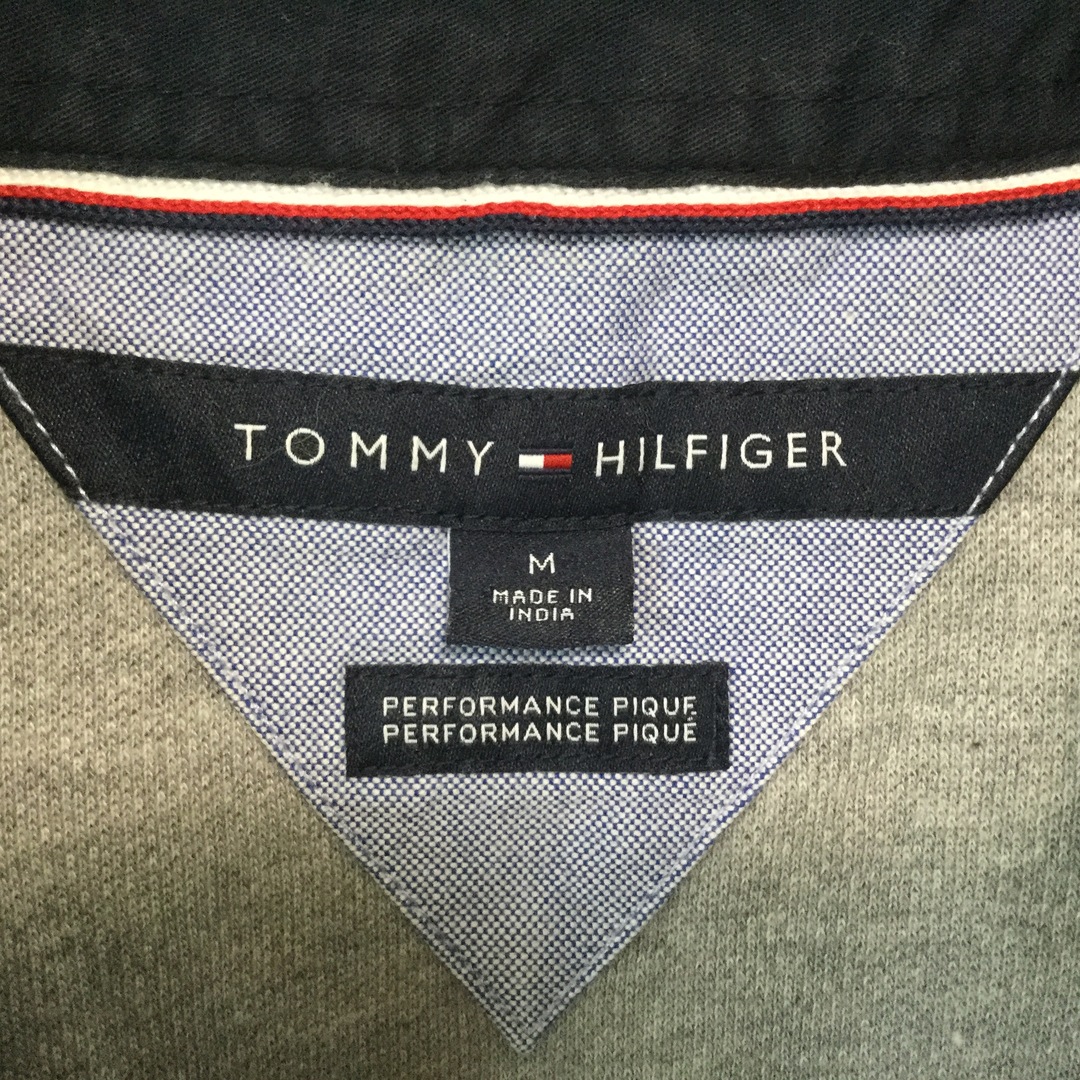 TOMMY HILFIGER
M
MADE IN
INDIA
PERFORMANCE PIQUE
PERFORMANCE PIQUÉ